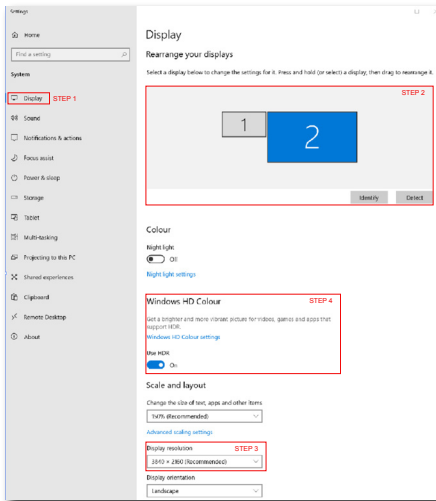 Settings
Home
Find a setting
System
Display STEP 1
Sound
Notifications & actions
Focus assist
Power & sleep
Storage
Tablet
Multi-tasking
Projecting to this PC
Shared experiences
Clipboard
Remote Desktop
About
Display
Rearrange your displays
Select a display below to change the settings for it. Press and hold (or select) a display, then drag to rearrange it.
STEP 2
1 2
Identify Detect
Colour
Night light
Off
Night light settings
Windows HD Colour STEP 4
Get a brighter and more vibrant picture for videos, games and apps that
support HDR.
Windows HD Colour settings
Use HDR
On
Scale and layout
Change the size of text, apps and other items
150% (Recommended)
Advanced scaling settings
Display resolution STEP 3
3840 × 2160 (Recommended)
Display orientation
Landscape